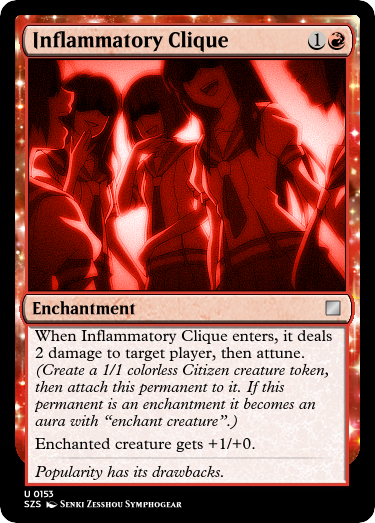 Inflammatory Clique 1
Enchantment
When Inflammatory Clique enters, it deals
2 damage to target player, then attune.
(Create a 1/1 colorless Citizen creature token,
then attach this permanent to it. If this
permanent is an enchantment it becomes an
aura with “enchant creature”.)
Enchanted creature gets +1/+0.
Popularity has its drawbacks.
U 0153
SZS Senki Zesshou Symphogear